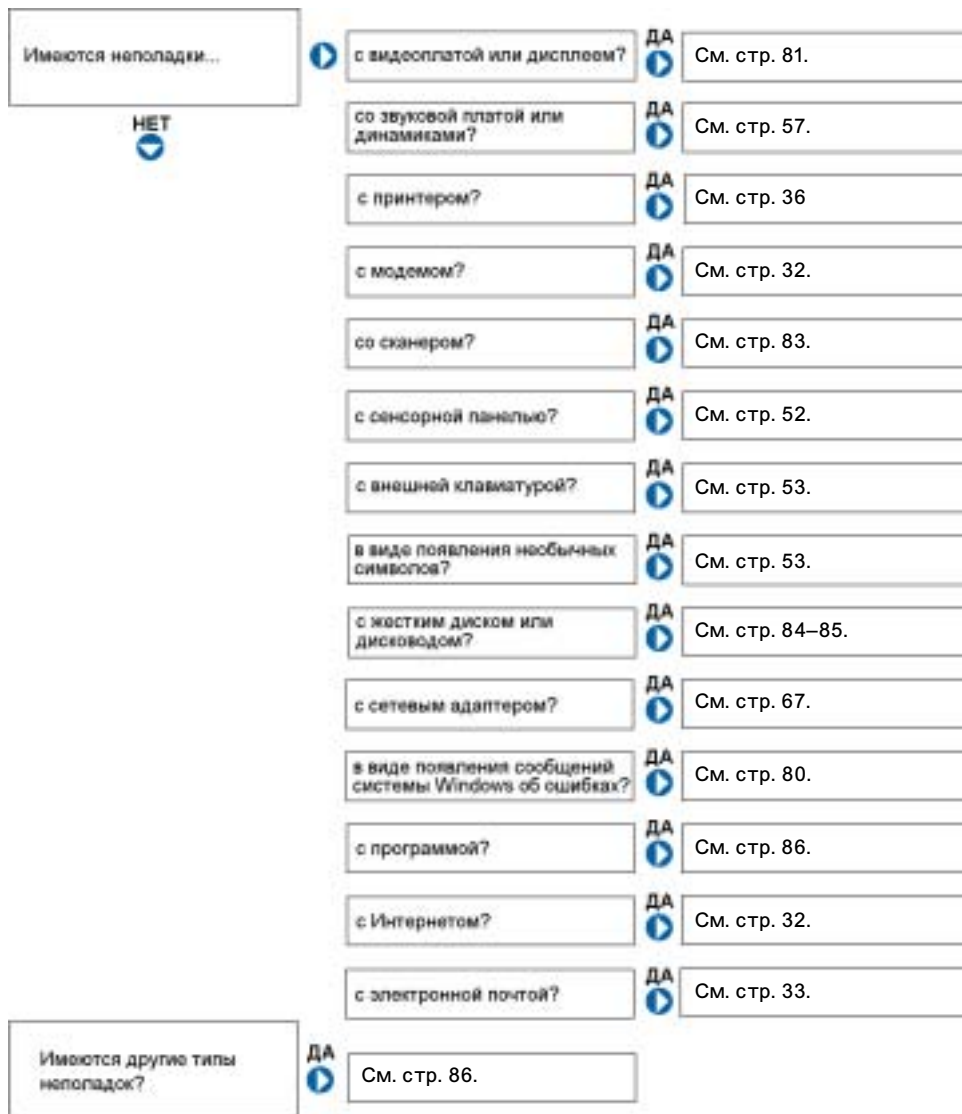 Имеются неполадки...
с видеоплатой или дисплеем?
ДА
См. стр. 81.
НЕТ
со звуковой платой или
динамиками?
ДА
См. стр. 57.
с принтером?
ДА
См. стр. 36
с модемом?
ДА
См. стр. 32.
со сканером?
ДА
См. стр. 83.
с сенсорной панелью?
ДА
См. стр. 52.
с внешней клавиатурой?
ДА
См. стр. 53.
в виде появления необычных
символов?
ДА
См. стр. 53.
с жестким диском или
дисководом?
ДА
См. стр. 84–85.
с сетевым адаптером?
ДА
См. стр. 67.
в виде появления сообщений
системы Windows об ошибках?
ДА
См. стр. 80.
с программой?
ДА
См. стр. 86.
с Интернетом?
ДА
См. стр. 32.
с электронной почтой?
ДА
См. стр. 33.
Имеются другие типы
неполадок?
ДА
См. стр. 86.